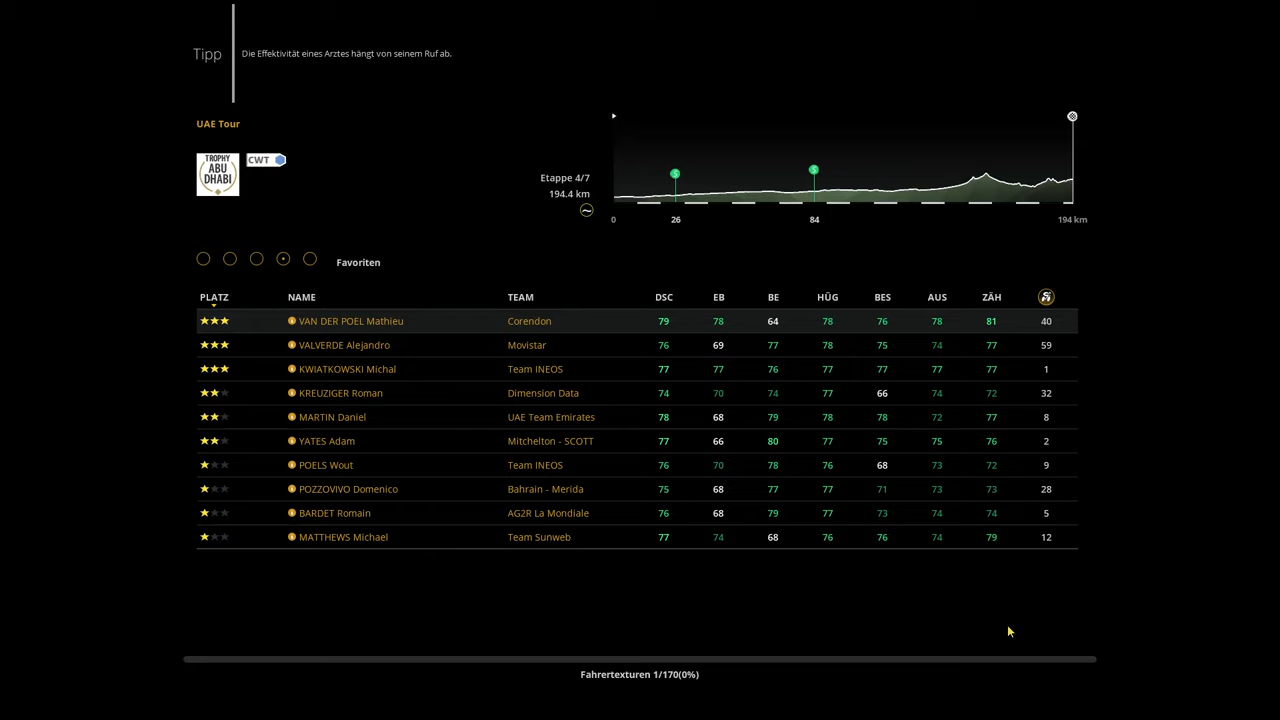 Tipp
Die Effektivität eines Arztes hängt von seinem Ruf ab.
UAE Tour
TROPHY
ABU
DHABI
CWT
Etappe 4/7
194.4 km
S
S
0
26
84
194 km
Favoriten
PLATZ NAME TEAM DSC EB BE HÜG BES AUS ZÄH
VAN DER POEL Mathieu Corendon 79 78 64 78 76 78 81 40
VALVERDE Alejandro Movistar 76 69 77 78 75 74 77 59
KWIATKOWSKI Michal Team INEOS 77 77 76 77 77 77 77 1
KREUZIGER Roman Dimension Data 74 70 74 77 66 74 72 32
MARTIN Daniel UAE Team Emirates 78 68 79 78 78 72 77 8
YATES Adam Mitchelton - SCOTT 77 66 80 77 75 75 76 2
POELS Wout Team INEOS 76 70 78 76 68 73 72 9
POZZOVIVO Domenico Bahrain - Merida 75 68 77 77 71 73 73 28
BARDET Romain AG2R La Mondiale 76 68 79 77 73 74 74 5
MATTHEWS Michael Team Sunweb 77 74 68 76 76 74 79 12
Fahrertexturen 1/170(0%)